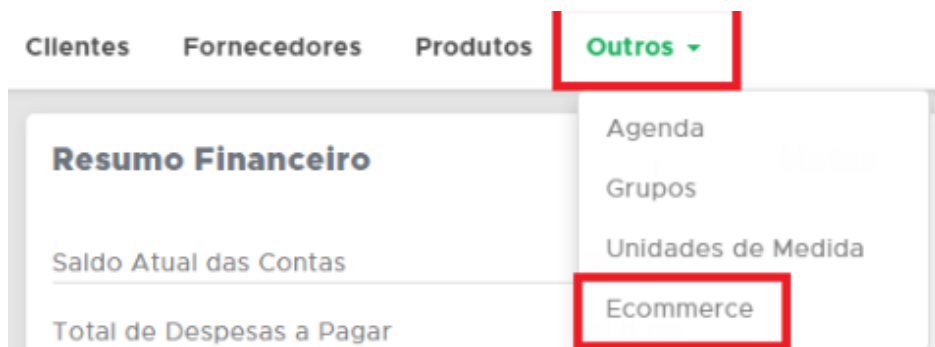 Clientes Fornecedores Produtos Outros
Agenda
Resumo Financeiro
Grupos
Unidades de Medida
Saldo Atual das Contas
Ecommerce
Total de Despesas a Pagar